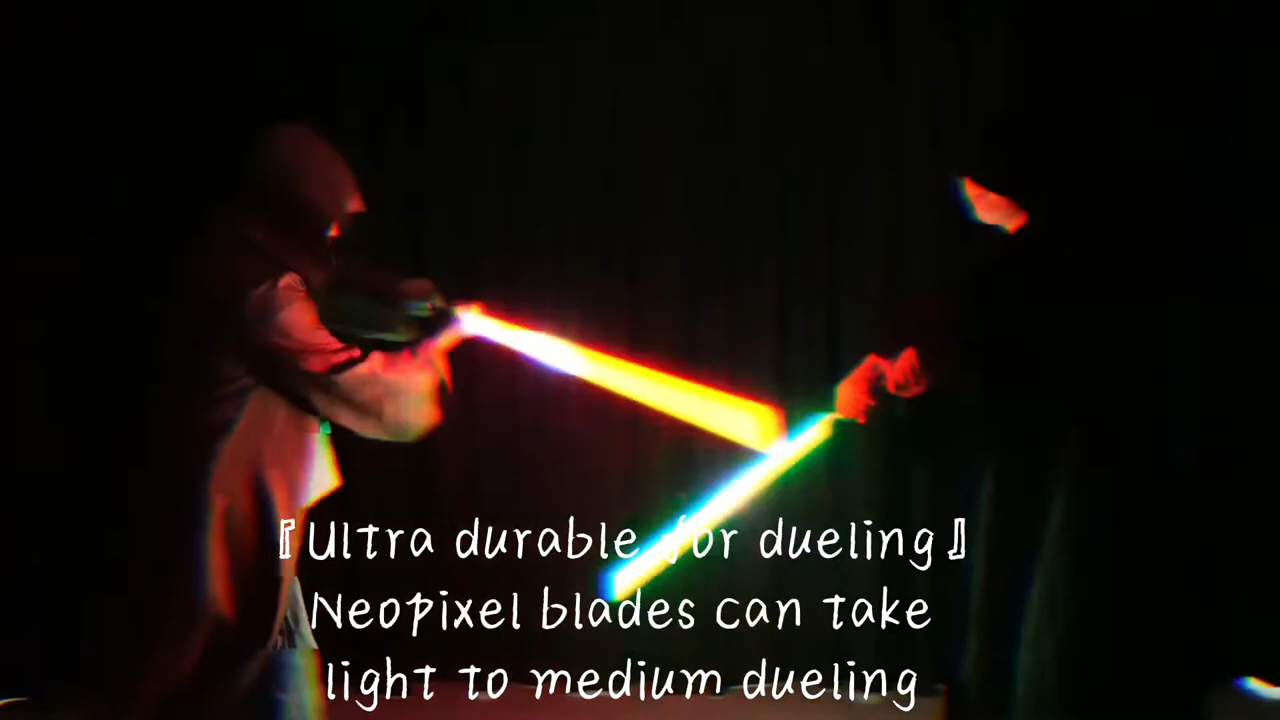 『Ultra durable for dueling』
Neopixel blades can take
light to medium dueling